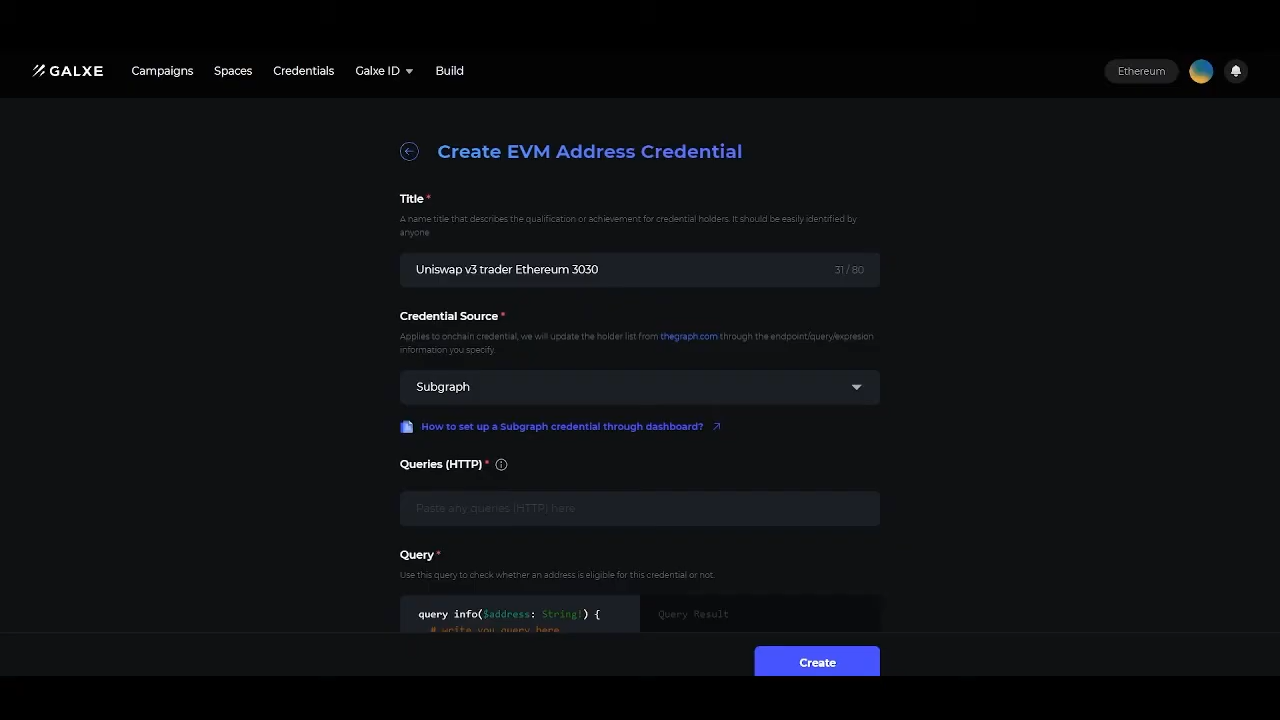 GALXE Campaigns Spaces Credentials Galxe ID Build Ethereum
Create EVM Address Credential
Title *
A name title that describes the qualification or achievement for credential holders. It should be easily identified by
anyone
Uniswap v3 trader Ethereum 3030 31 / 80
Credential Source *
Applies to onchain credential, we will update the holder list from thegraph.com through the endpoint/query/expresion
information you specify.
Subgraph
How to set up a Subgraph credential through dashboard?
Queries (HTTP) *
Paste any queries (HTTP) here
Query *
Use this query to check whether an address is eligible for this credential or not.
query info($address: String!) { Query Result
# write you query here
Create